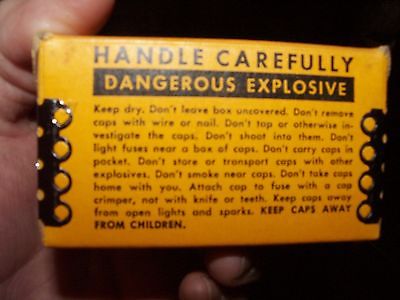 HANDLE CAREFULLY
DANGEROUS EXPLOSIVE
Keep dry. Don't leave box uncovered. Don't remove
caps with wire or nail. Don't tap or otherwise in-
vestigate the caps. Don't shoot into them. Don't
light fuses near a box of caps. Don't carry caps in
pocket. Don't store or transport caps with other
explosives. Don't smoke near caps. Don't take caps
home with you. Attach cap to fuse with a cap
crimper, not with knife or teeth. Keep caps away
from open lights and sparks. KEEP CAPS AWAY
FROM CHILDREN.